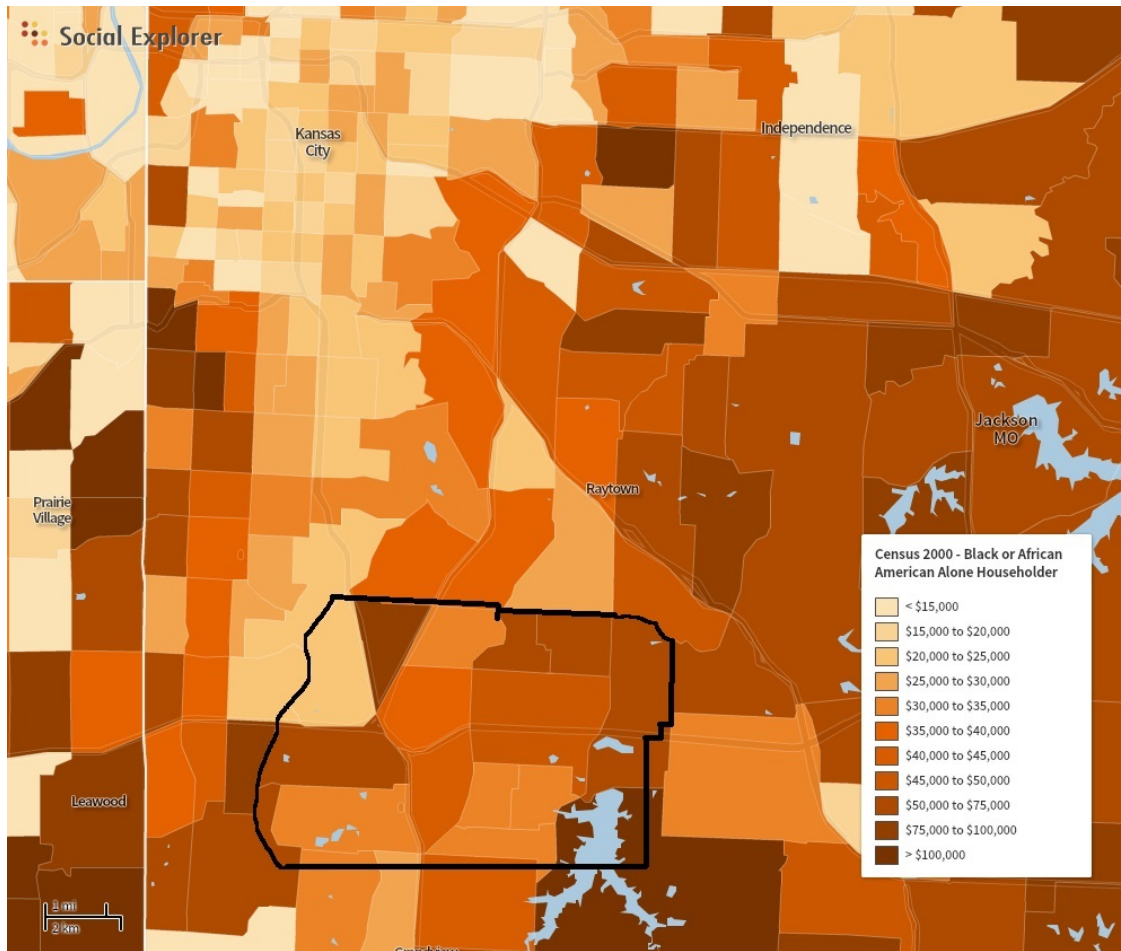 Social Explorer
Kansas
City
Independence
Jackson
MO
Prairie
Village
Raytown
Leawood
Census 2000 - Black or African
American Alone Householder
< $15,000
$15,000 to $20,000
$20,000 to $25,000
$25,000 to $30,000
$30,000 to $35,000
$35,000 to $40,000
$40,000 to $45,000
$45,000 to $50,000
$50,000 to $75,000
$75,000 to $100,000
> $100,000
1 mi
2 km